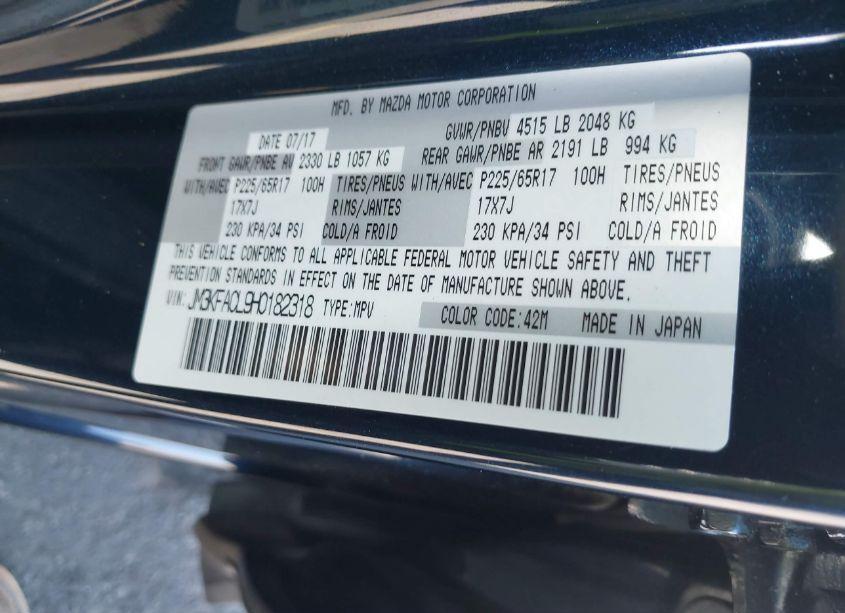 MFD. BY MAZDA MOTOR CORPORATION
DATE 07/17 GVWR/PNBV 4515 LB 2048 KG
FRONT GAWR/PNBE AV 2330 LB 1057 KG REAR GAWR/PNBE AR 2191 LB 994 KG
WITH/AVEC P225/65R17 100H TIRES/PNEUS WITH/AVEC P225/65R17 100H TIRES/PNEUS
17X7J RIMS/JANTES 17X7J RIMS/JANTES
230 KPA/34 PSI COLD/A FROID 230 KPA/34 PSI COLD/A FROID
THIS VEHICLE CONFORMS TO ALL APPLICABLE FEDERAL MOTOR VEHICLE SAFETY AND THEFT
PREVENTION STANDARDS IN EFFECT ON THE DATE OF MANUFACTURE SHOWN ABOVE.
VIN: JM3KFACL9H0182318 TYPE:MPV COLOR CODE:42M MADE IN JAPAN